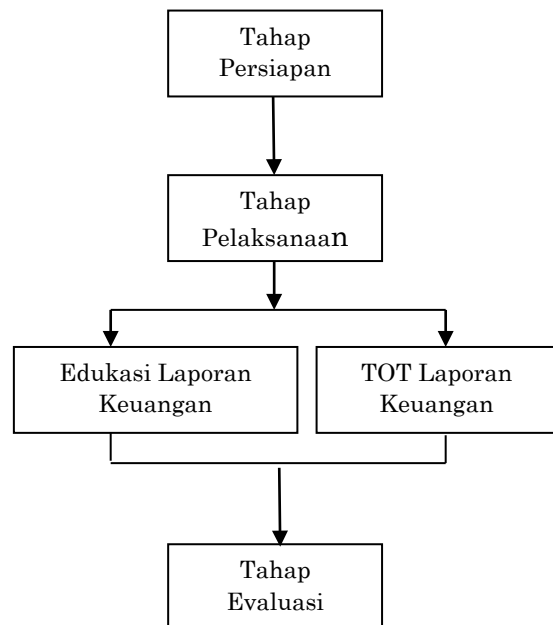 Tahap
Persiapan
Tahap
Pelaksanaan
Edukasi Laporan
Keuangan
TOT Laporan
Keuangan
Tahap
Evaluasi